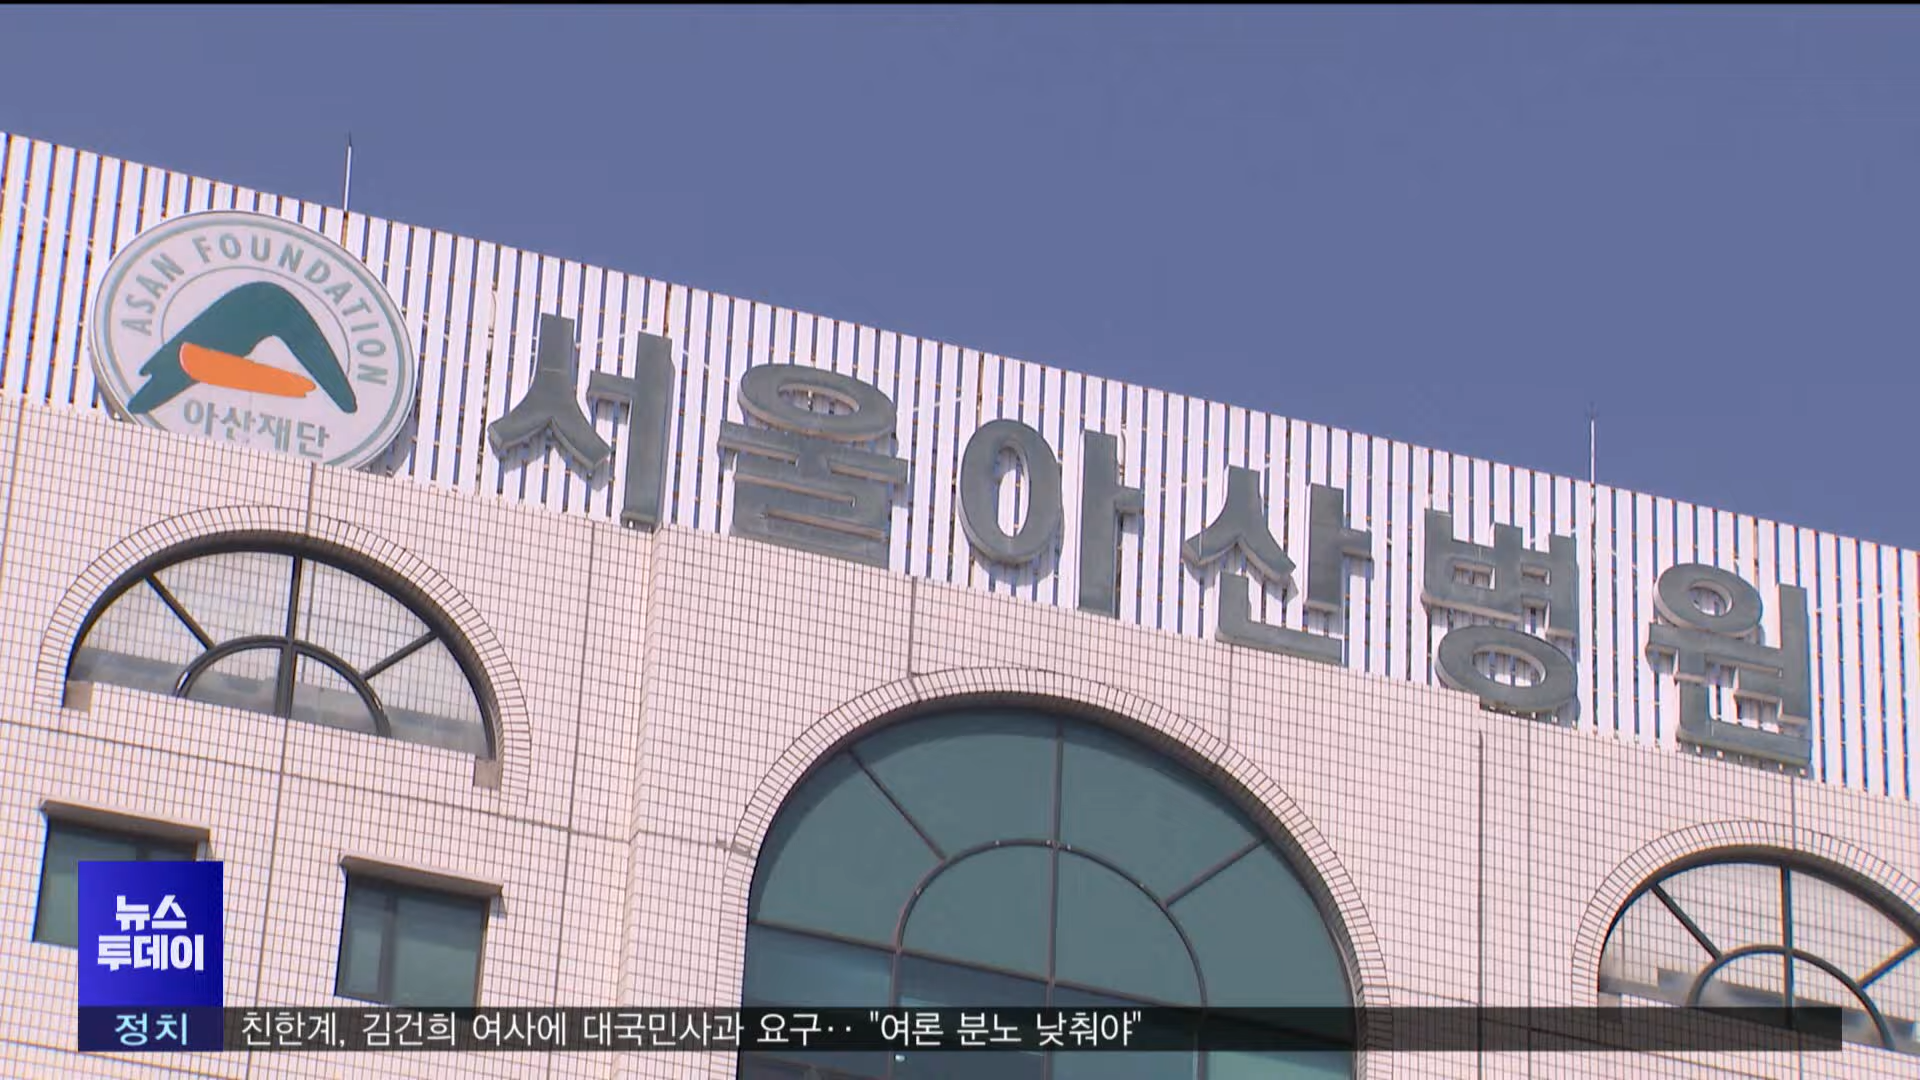 ASAN FOUNDATION
아산재단
서울아산병원
뉴스
투데이
정치
친한계, 김건희 여사에 대국민사과 요구‥ "여론 분노 낮춰야"